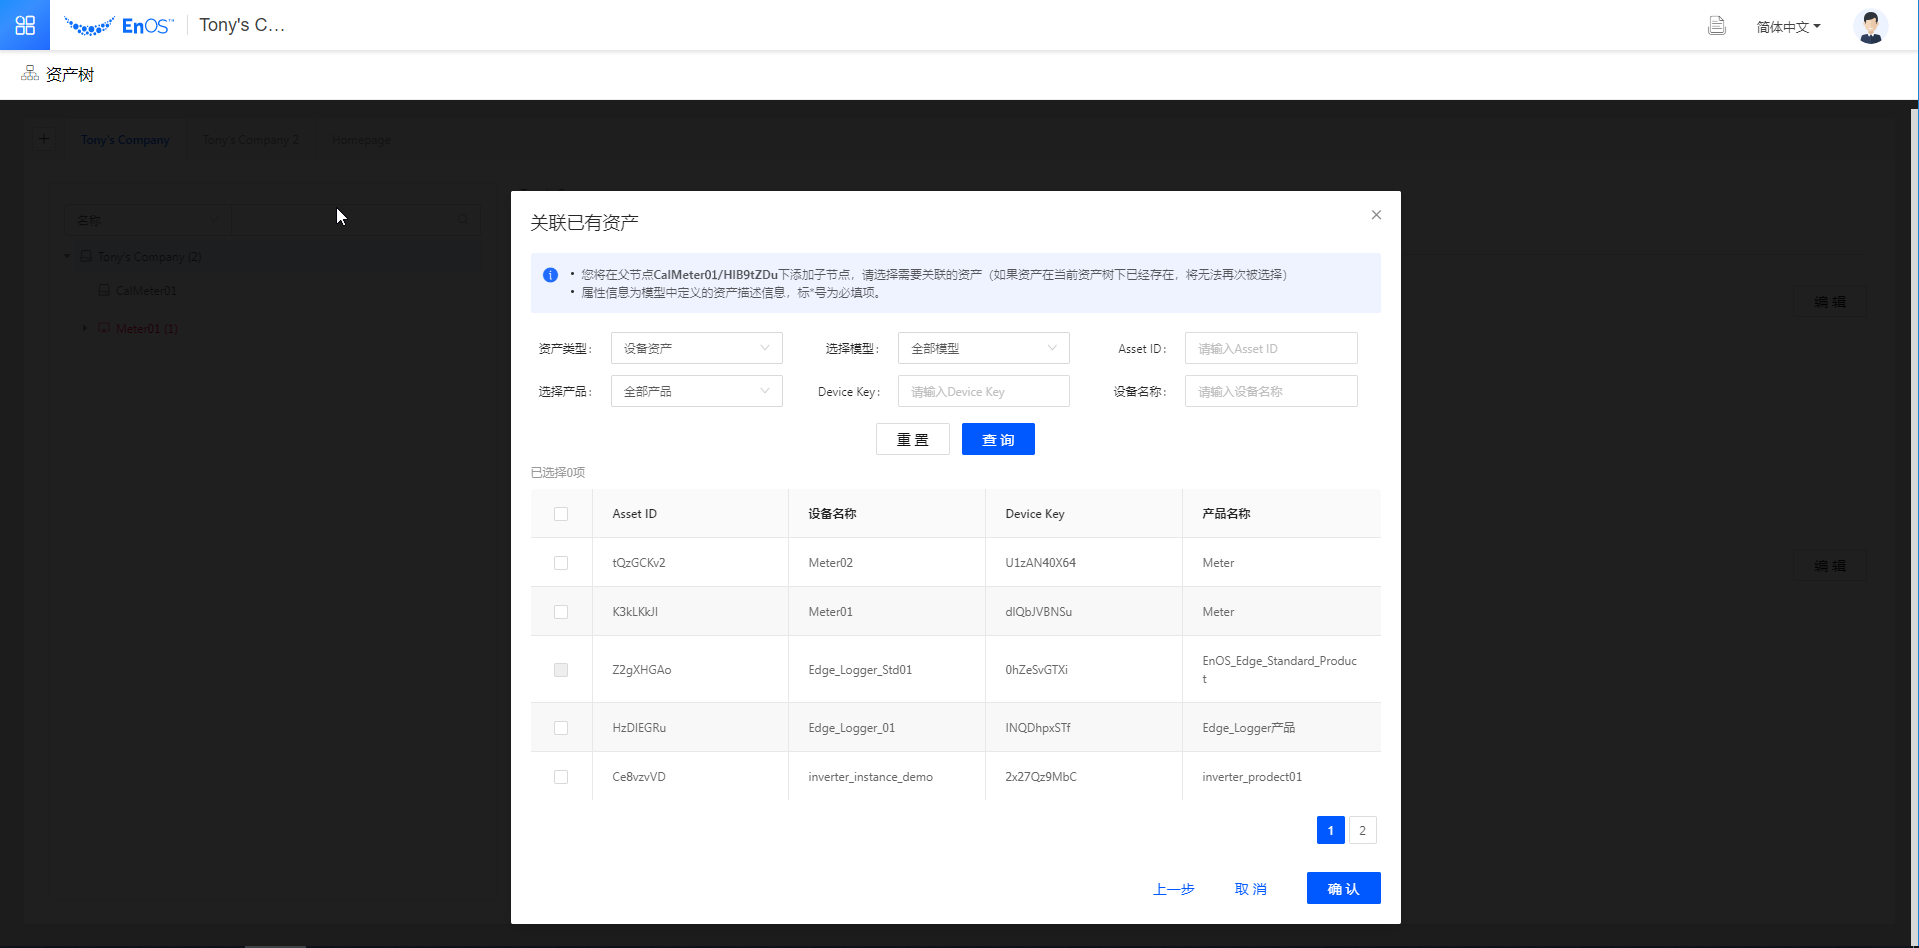 EnOS™
Tony's C...
简体中文
资产树
+
Tony's Company
Tony's Company 2
Homepage
名称
Tony's Company (2)
CalMeter01
Meter01 (1)
编 辑
编 辑
关联已有资产
• 您将在父节点CalMeter01/HlB9tZDu下添加子节点，请选择需要关联的资产（如果资产在当前资产树下已经存在，将无法再次被选择）
• 属性信息为模型中定义的资产描述信息，标*号为必填项。
资产类型： 设备资产 选择模型： 全部模型 Asset ID： 请输入Asset ID
选择产品： 全部产品 Device Key： 请输入Device Key 设备名称： 请输入设备名称
重 置 查 询
已选择0项
Asset ID 设备名称 Device Key 产品名称
tQzGCKv2 Meter02 U1zAN40X64 Meter
K3kLKkJI Meter01 dlQbJVBNSu Meter
Z2gXHGAo Edge_Logger_Std01 0hZeSvGTXi EnOS_Edge_Standard_Produc
t
HzDIEGRu Edge_Logger_01 INQDhpxSTf Edge_Logger产品
Ce8vzvVD inverter_instance_demo 2x27Qz9MbC inverter_prodect01
1 2
上一步 取 消 确 认